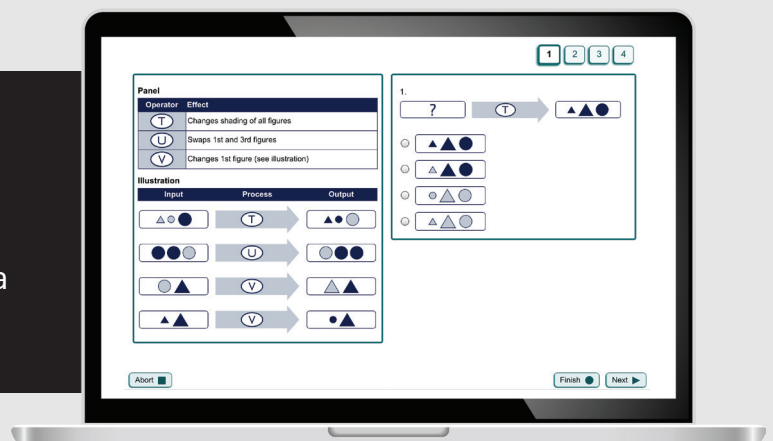 1 2 3 4
Panel
Operator Effect
T Changes shading of all figures
U Swaps 1st and 3rd figures
V Changes 1st figure (see illustration)
Illustration
Input Process Output
T
U
V
V
1.
? T
a
Abort
Finish Next